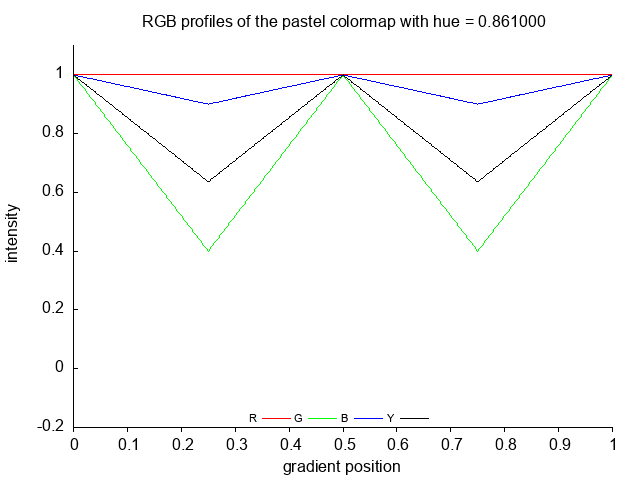 RGB profiles of the pastel colormap with hue = 0.861000
1
0.8
0.6
0.4
0.2
0
-0.2
intensity
R G B Y
0 0.1 0.2 0.3 0.4 0.5 0.6 0.7 0.8 0.9 1
gradient position